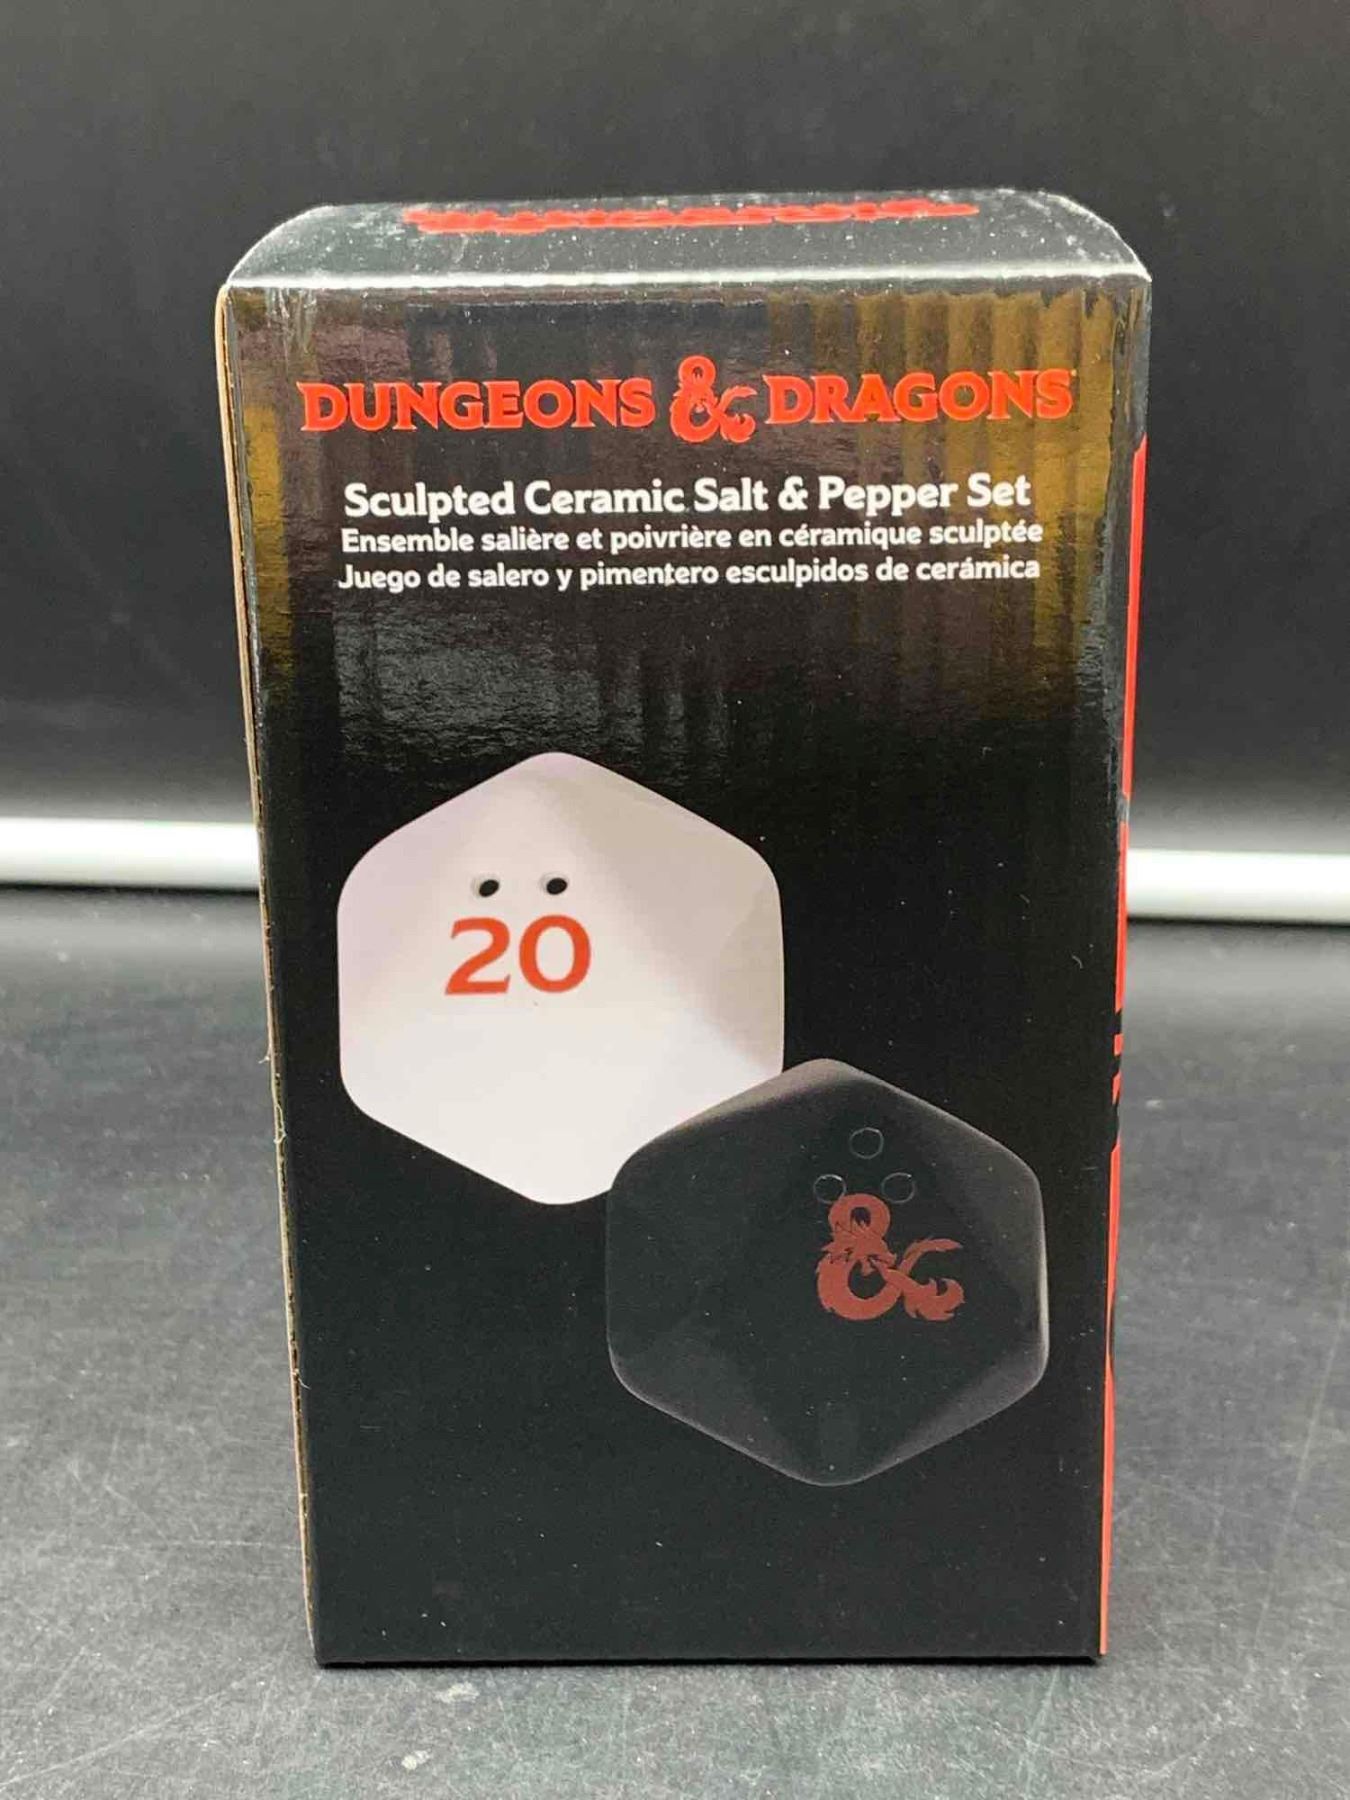 DUNGEONS & DRAGONS
Sculpted Ceramic Salt & Pepper Set
Ensemble salière et poivrière en céramique sculptée
Juego de salero y pimentero esculpidos de cerámica
20
&